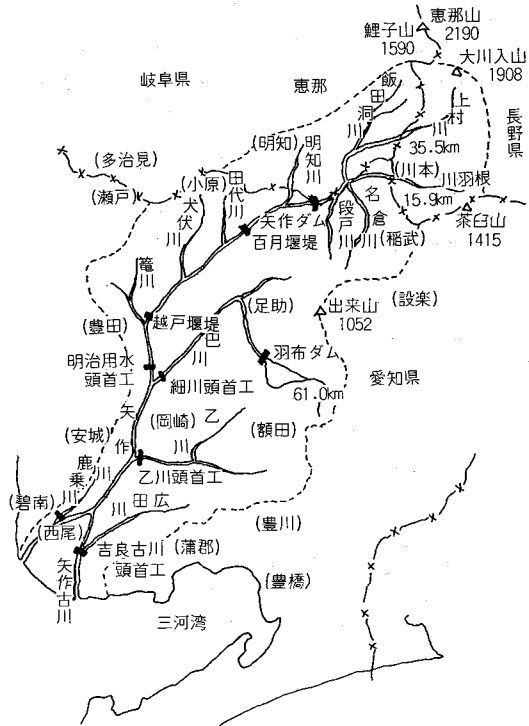 恵那山
2190
鯉子山
1590
大川入山
1908
岐阜県
恵那
飯田洞川
上村川
長野県
35.5km
(明知)
明知川
(多治見)
(小原)
田代川
(川本)
川羽根
(瀬戸)
犬伏川
名倉川
15.9km
矢作ダム
段戸川
茶臼山
1415
百月堰堤
(稲武)
篭川
(足助)
出来山
1052
(設楽)
(豊田)
越戸堰堤
巴川
羽布ダム
愛知県
明治用水
頭首工
細川頭首工
61.0km
矢作川
(岡崎)
乙川
(額田)
(安城)
鹿乗川
乙川頭首工
(碧南)
広田川
(豊川)
(西尾)
吉良古川
頭首工
(蒲郡)
矢作古川
(豊橋)
三河湾